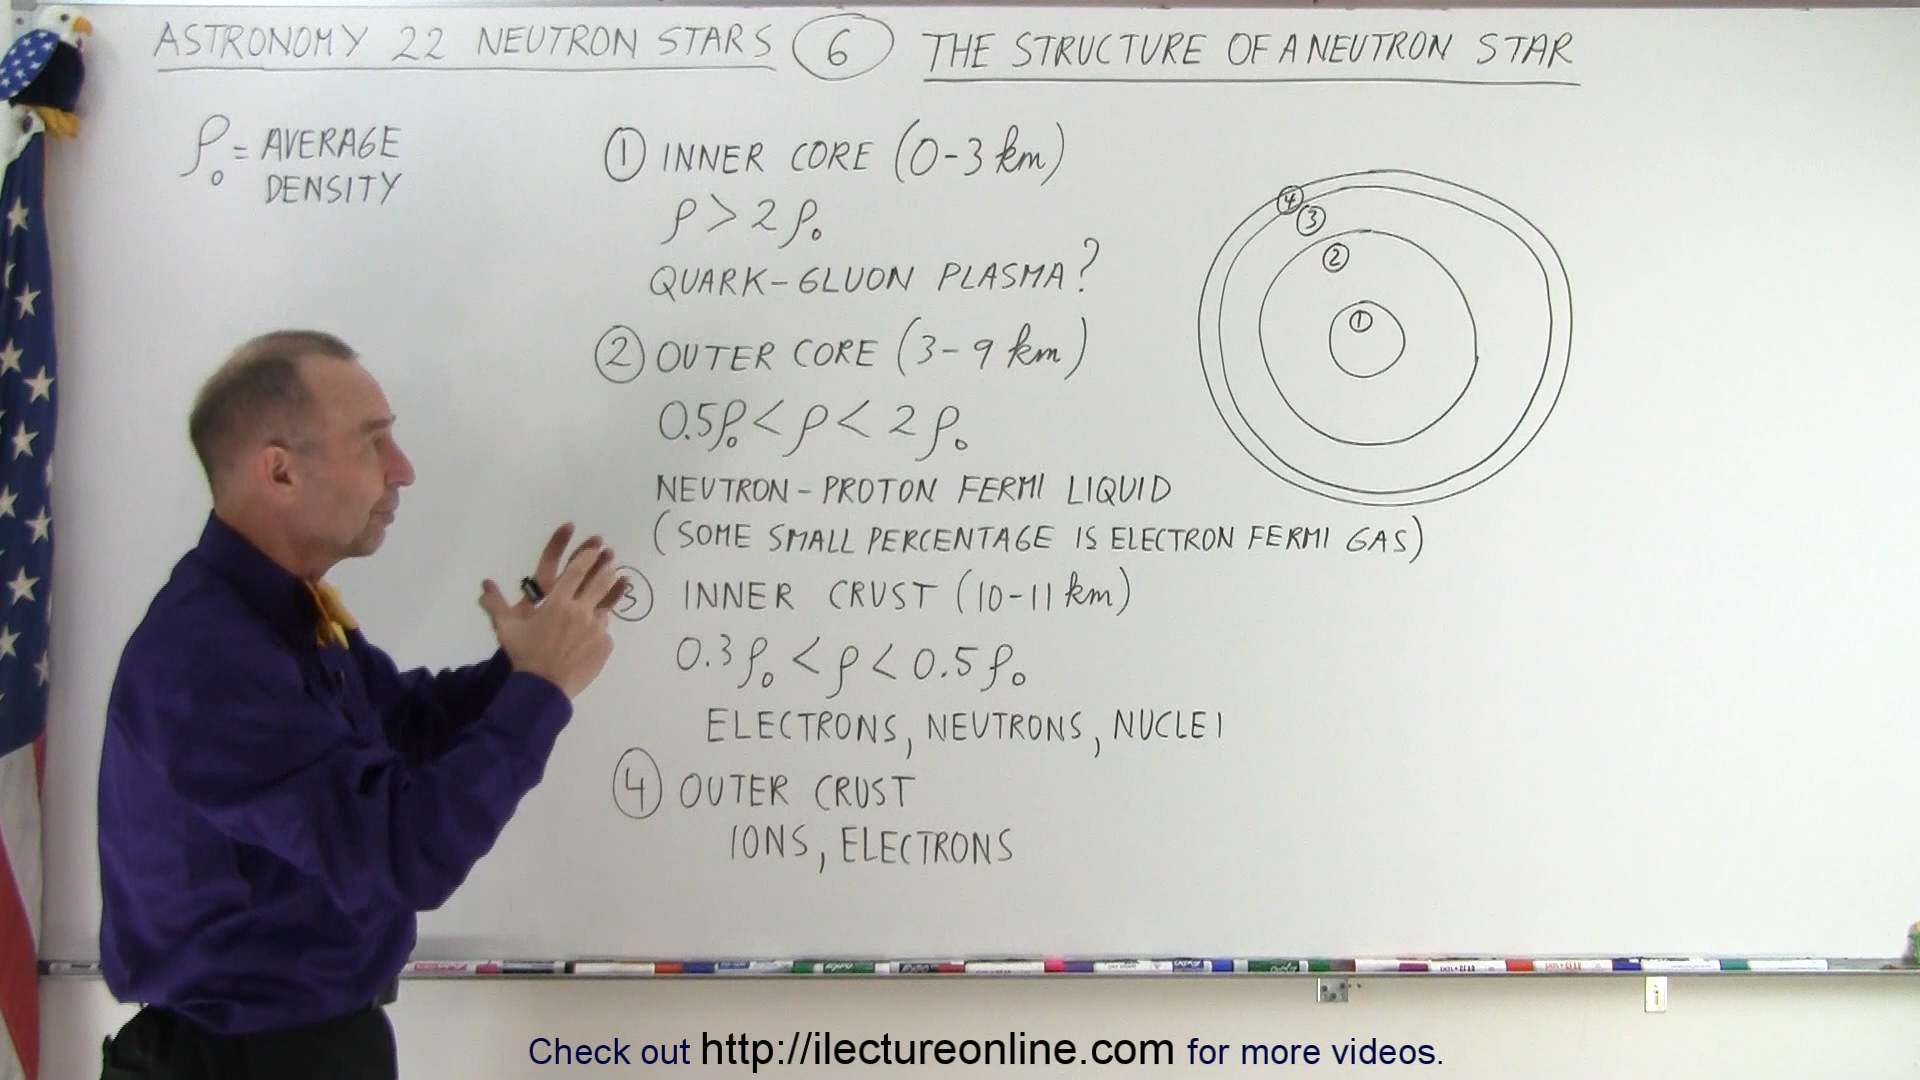 ASTRONOMY 22 NEUTRON STARS 6 THE STRUCTURE OF A NEUTRON STAR
ρ₀ = AVERAGE
DENSITY
① INNER CORE (0-3 km)
ρ > 2ρ₀
QUARK-GLUON PLASMA?
② OUTER CORE (3-9 km)
0.5ρ₀ < ρ < 2ρ₀
NEUTRON-PROTON FERMI LIQUID
(SOME SMALL PERCENTAGE IS ELECTRON FERMI GAS)
③ INNER CRUST (10-11 km)
0.3ρ₀ < ρ < 0.5ρ₀
ELECTRONS, NEUTRONS, NUCLEI
④ OUTER CRUST
IONS, ELECTRONS
④
③
②
①
Check out http://ilectureonline.com for more videos.